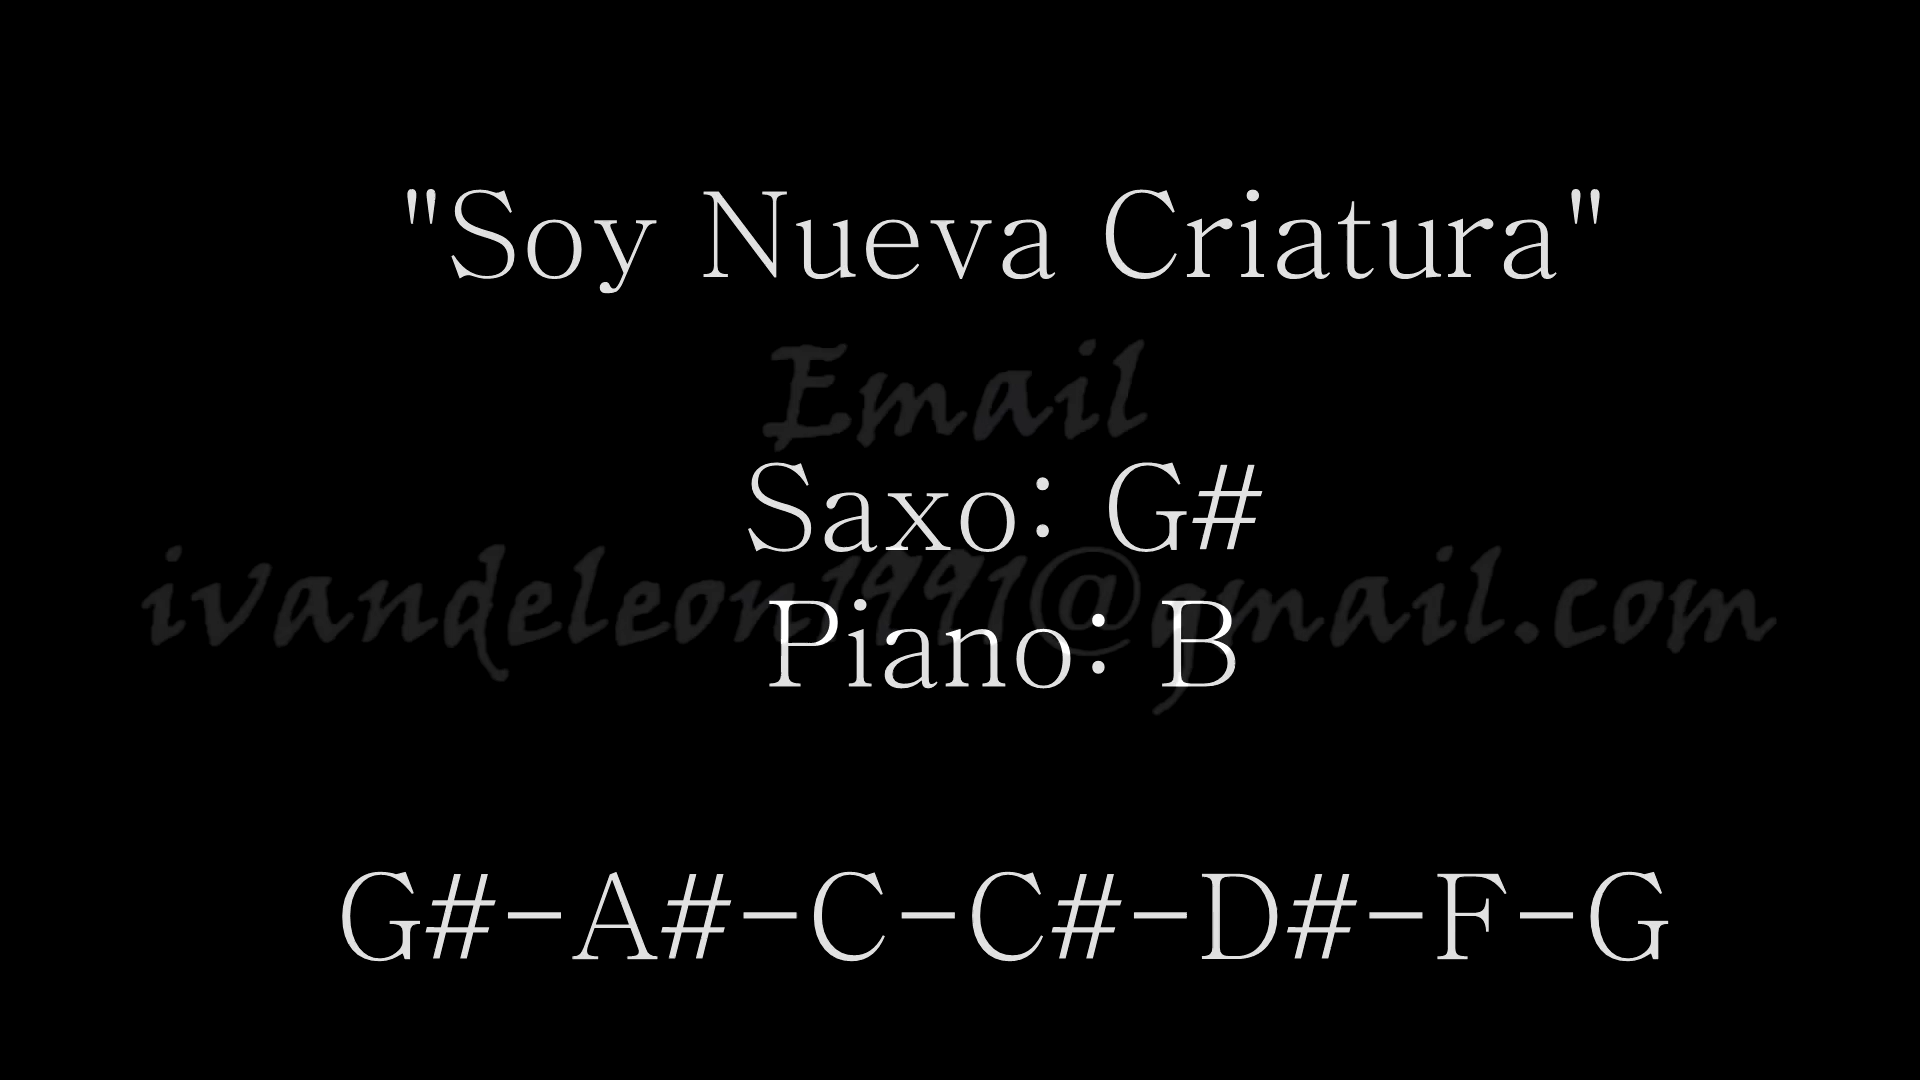 "Soy Nueva Criatura"
Email
Saxo: G#
ivandeleon1991@gmail.com
Piano: B
G#-A#-C-C#-D#-F-G